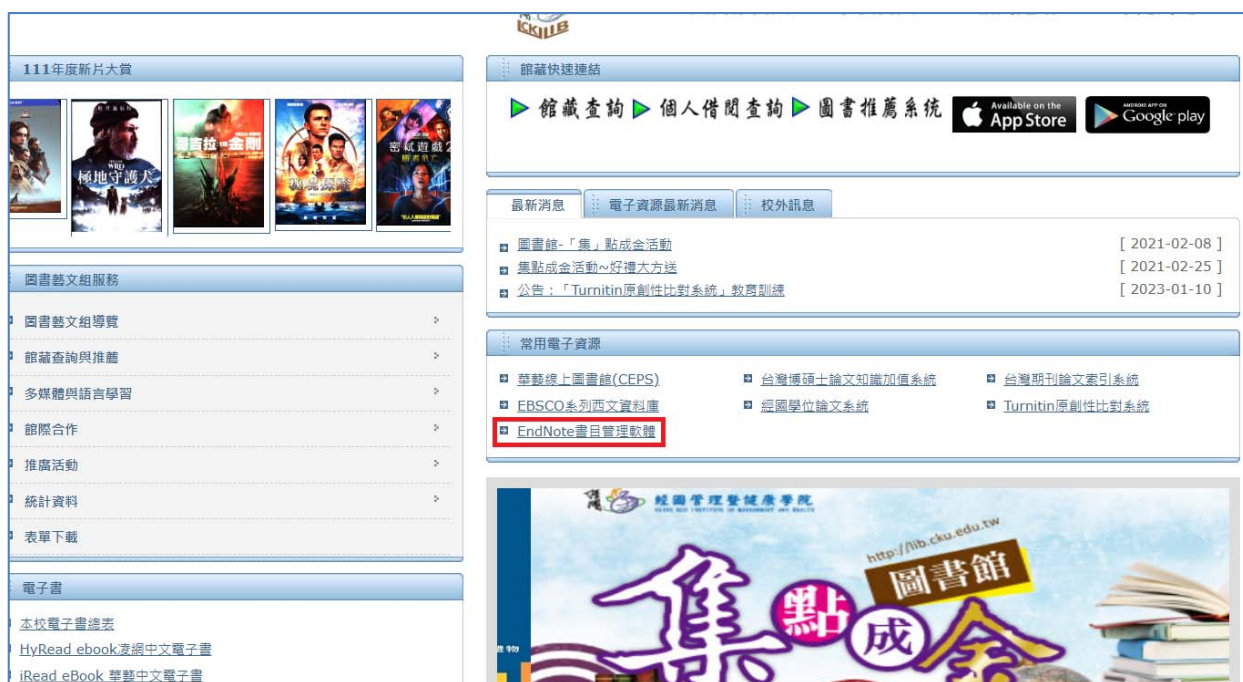 CKILIB
111年度新片大賞
極地守護犬
哥吉拉 金剛
秘境探險
密弒遊戲2
館藏快速連結
館藏查詢 個人借閱查詢 圖書推薦系統 Available on the App Store ANDROID APP ON Google play
最新消息 電子資源最新消息 校外訊息
圖書館-「集」點成金活動 [ 2021-02-08 ]
集點成金活動~好禮大方送 [ 2021-02-25 ]
公告：「Turnitin原創性比對系統」教育訓練 [ 2023-01-10 ]
圖書藝文組服務
圖書藝文組導覽
館藏查詢與推薦
多媒體與語言學習
館際合作
推廣活動
統計資料
表單下載
常用電子資源
華藝線上圖書館(CEPS) 台灣博碩士論文知識加值系統 台灣期刊論文索引系統
EBSCO系列西文資料庫 經國學位論文系統 Turnitin原創性比對系統
EndNote書目管理軟體
電子書
本校電子書總表
HyRead ebook凌網中文電子書
iRead eBook 華藝中文電子書
經國管理暨健康學院
http://lib.cku.edu.tw
圖書館
集點成金